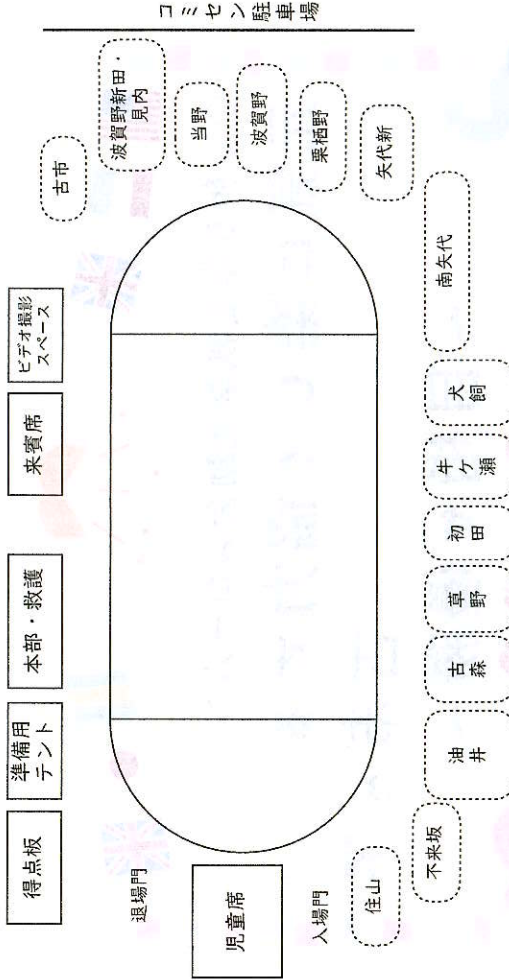 コミセン駐車場
古市
波賀野新田・
見内
当野
波賀野
栗栖野
矢代新
南矢代
ビデオ撮影
スペース
来賓席
本部・救護
準備用
テント
得点板
退場門
児童席
入場門
住山
不来坂
油井
古森
草野
初田
牛ケ瀬
犬飼